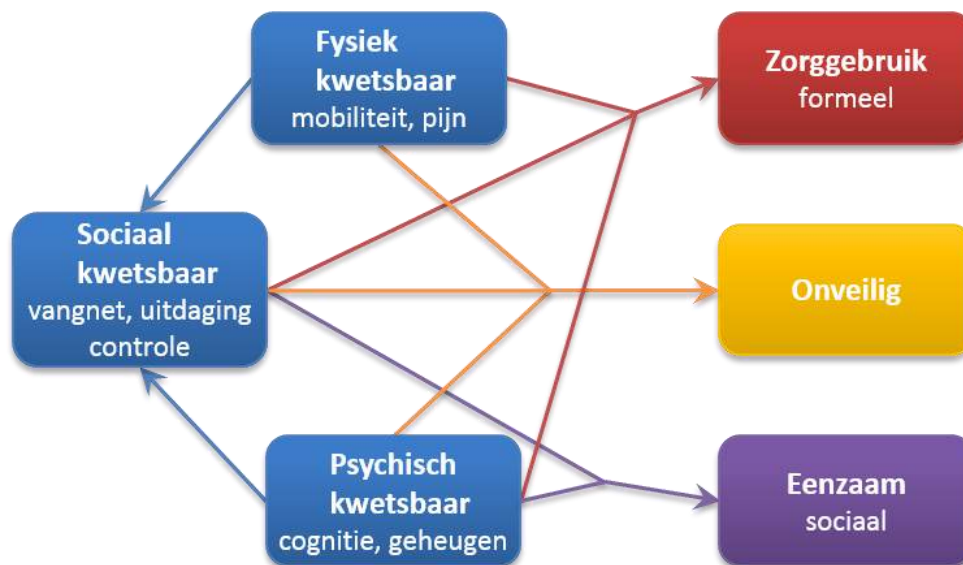 Fysiek
kwetsbaar
mobiliteit, pijn
Zorggebruik
formeel
Sociaal
kwetsbaar
vangnet, uitdaging
controle
Onveilig
Psychisch
kwetsbaar
cognitie, geheugen
Eenzaam
sociaal